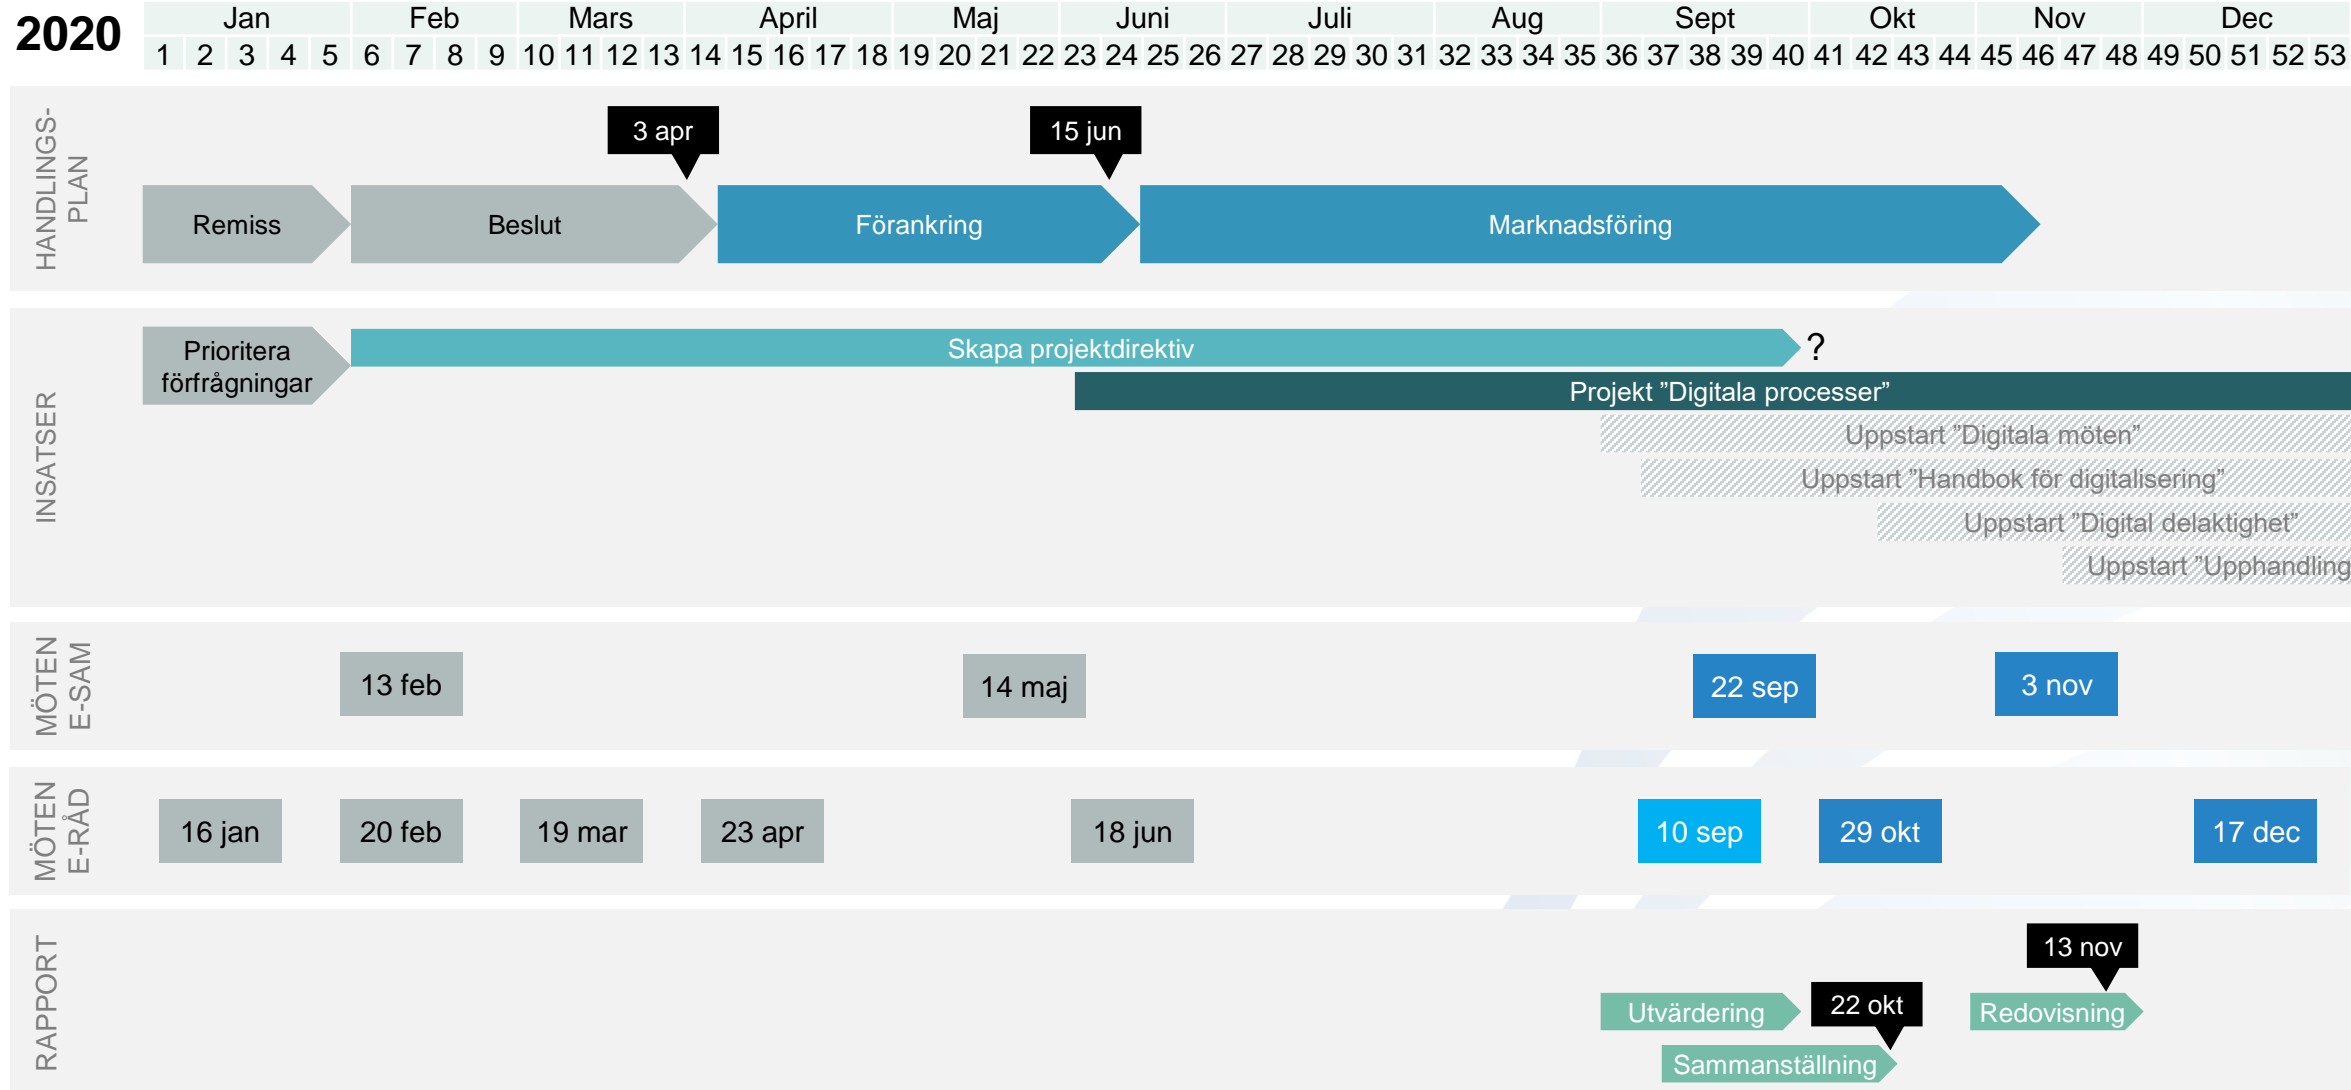 2020
Jan Feb Mars April Maj Juni Juli Aug Sept Okt Nov Dec
1 2 3 4 5 6 7 8 9 10 11 12 13 14 15 16 17 18 19 20 21 22 23 24 25 26 27 28 29 30 31 32 33 34 35 36 37 38 39 40 41 42 43 44 45 46 47 48 49 50 51 52 53
HANDLINGS-
PLAN
3 apr 15 jun
Remiss Beslut Förankring Marknadsföring
INSATSER
Prioritera
förfrågningar
Skapa projektdirektiv ?
Projekt ”Digitala processer”
Uppstart ”Digitala möten”
Uppstart ”Handbok för digitalisering”
Uppstart ”Digital delaktighet”
Uppstart ”Upphandling
MÖTEN
E-SAM
13 feb 14 maj 22 sep 3 nov
MÖTEN
E-RÅD
16 jan 20 feb 19 mar 23 apr 18 jun 10 sep 29 okt 17 dec
RAPPORT
13 nov
Utvärdering 22 okt Redovisning
Sammanställning